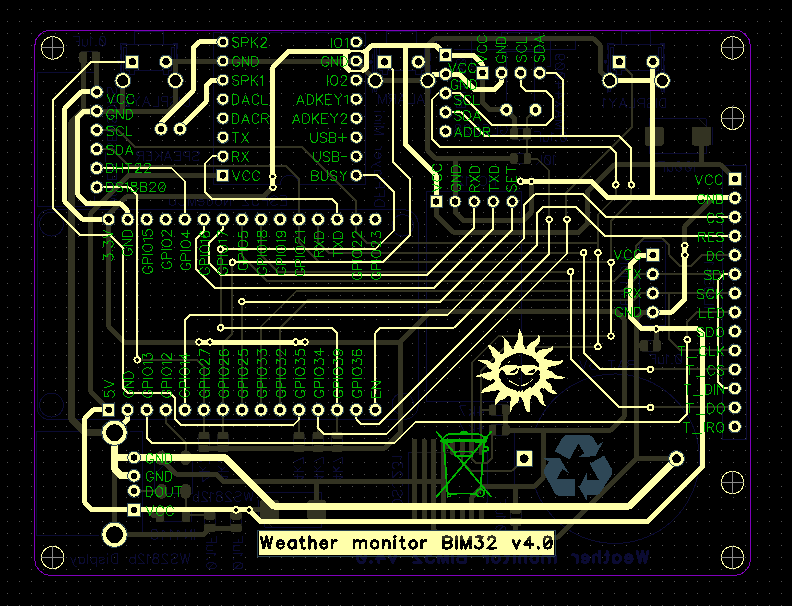 SPK2
GND
SPK1
DACL
DACR
TX
RX
VCC
IO1
GND
IO2
ADKEY1
ADKEY2
USB+
USB-
BUSY
VCC
GND
SCL
SDA
DHT22
DS18B20
VCC
GND
SCL
SDA
ADDR
VCC
GND
SCL
SDA
VCC
GND
RXD
TXD
SET
3.3V
GND
GPIO15
GPIO2
GPIO4
GPIO16
GPIO17
GPIO5
GPIO18
GPIO19
GPIO21
RXD
TXD
GPIO22
GPIO23
VCC
GND
CS
RES
DC
SDI
SCK
LED
SDO
T_CLK
T_CS
T_DIN
T_DO
T_IRQ
VCC
TX
RX
GND
5V
GND
GPIO13
GPIO12
GPIO14
GPIO27
GPIO26
GPIO25
GPIO33
GPIO32
GPIO35
GPIO34
GPIO39
GPIO36
EN
GND
GND
DOUT
VCC
Weather monitor BIM32 v4.0